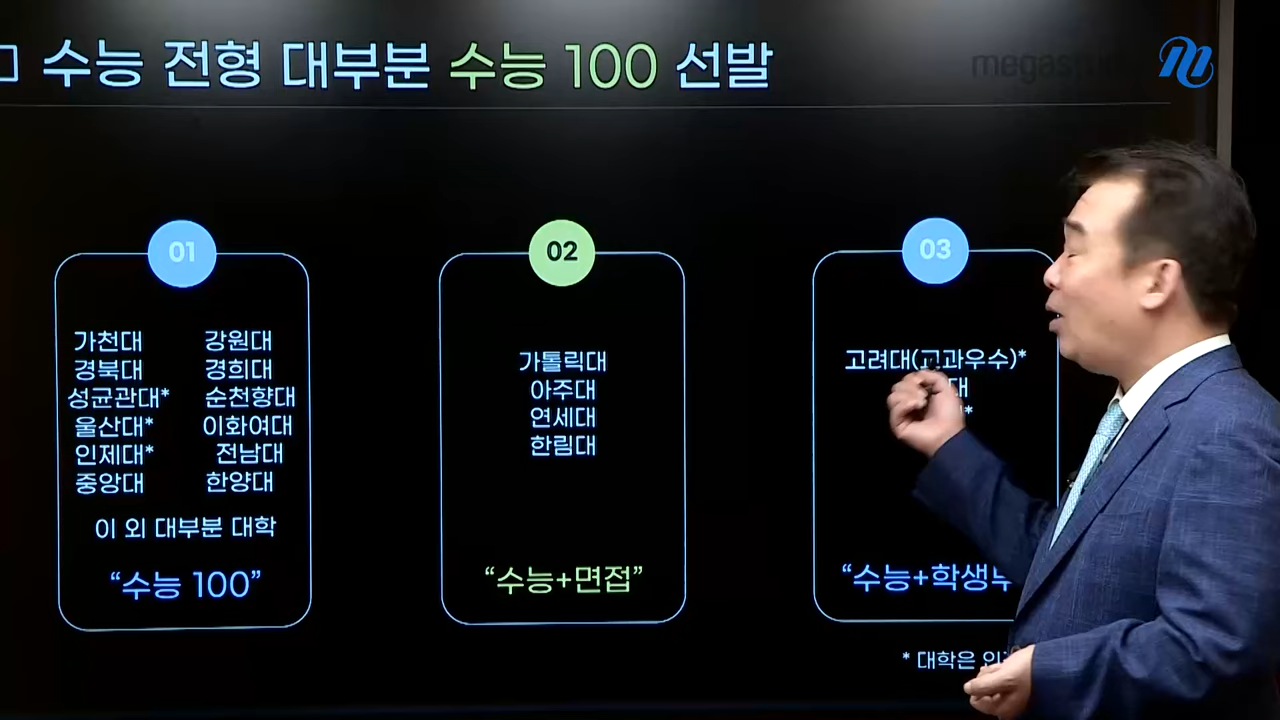 수능 전형 대부분 수능 100 선발
01
가천대 강원대
경북대 경희대
성균관대* 순천향대
울산대* 이화여대
인제대* 전남대
중앙대 한양대
이 외 대부분 대학
“수능 100”
02
가톨릭대
아주대
연세대
한림대
“수능+면접”
03
고려대(교과우수)*
“수능+학생부
* 대학은